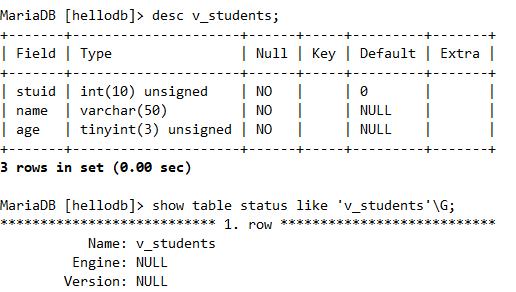 MariaDB [hellodb]> desc v_students;
+-------+---------------------+------+-----+---------+-------+
| Field | Type                | Null | Key | Default | Extra |
+-------+---------------------+------+-----+---------+-------+
| stuid | int(10) unsigned    | NO   |     | 0       |       |
| name  | varchar(50)         | NO   |     | NULL    |       |
| age   | tinyint(3) unsigned | NO   |     | NULL    |       |
+-------+---------------------+------+-----+---------+-------+
3 rows in set (0.00 sec)
MariaDB [hellodb]> show table status like 'v_students'\G;
*************************** 1. row ***************************
Name: v_students
Engine: NULL
Version: NULL